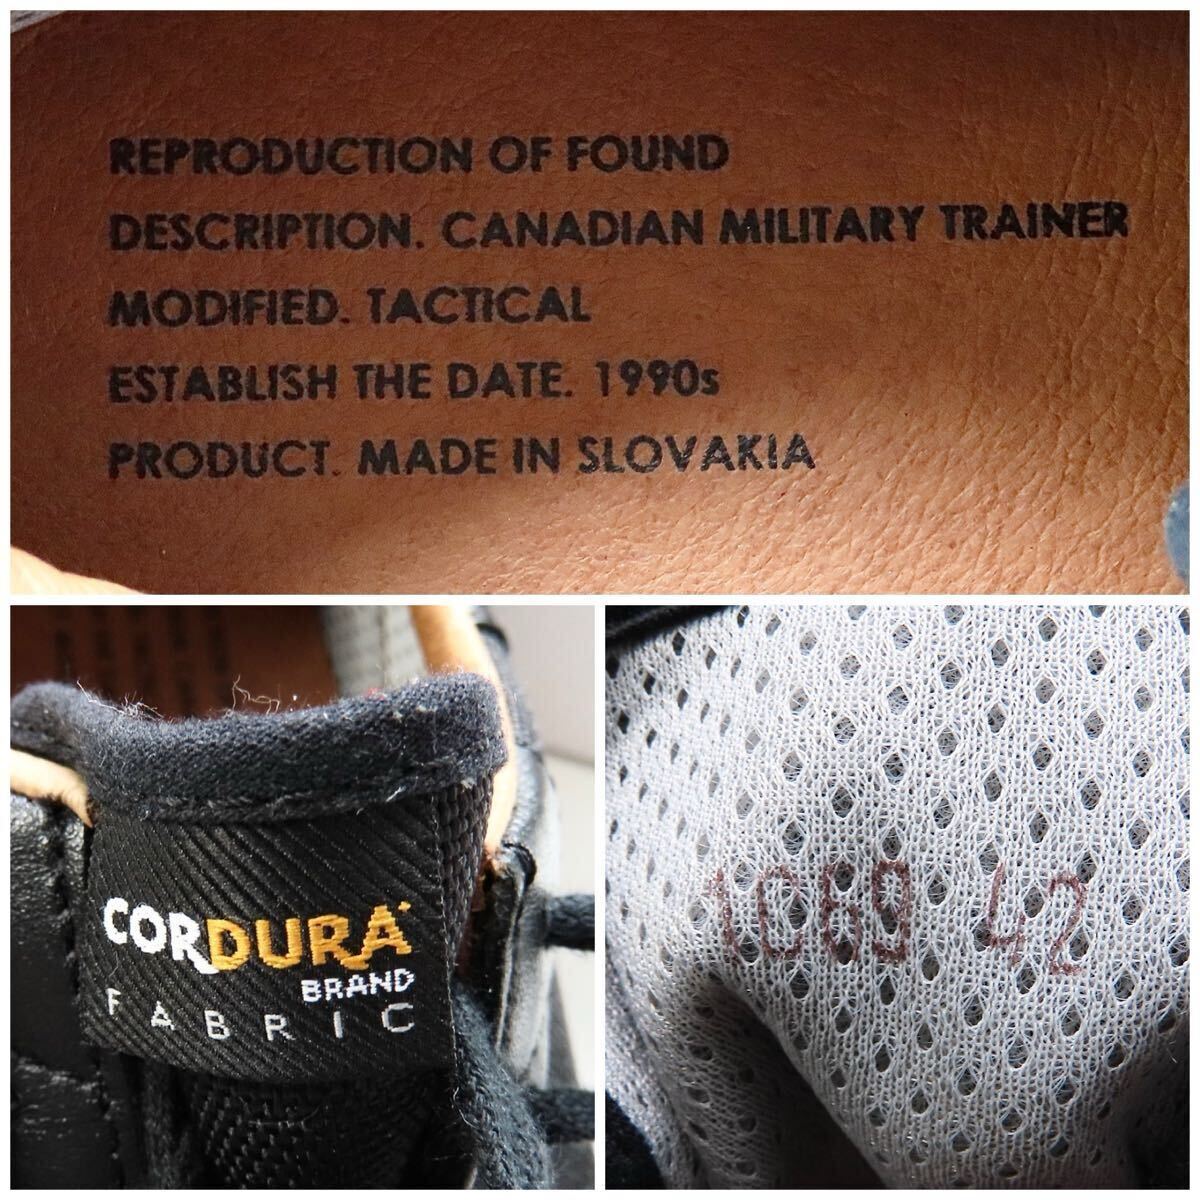 REPRODUCTION OF FOUND
DESCRIPTION. CANADIAN MILITARY TRAINER
MODIFIED. TACTICAL
ESTABLISH THE DATE. 1990s
PRODUCT. MADE IN SLOVAKIA
CORDURA
BRAND
FABRIC
1069 42